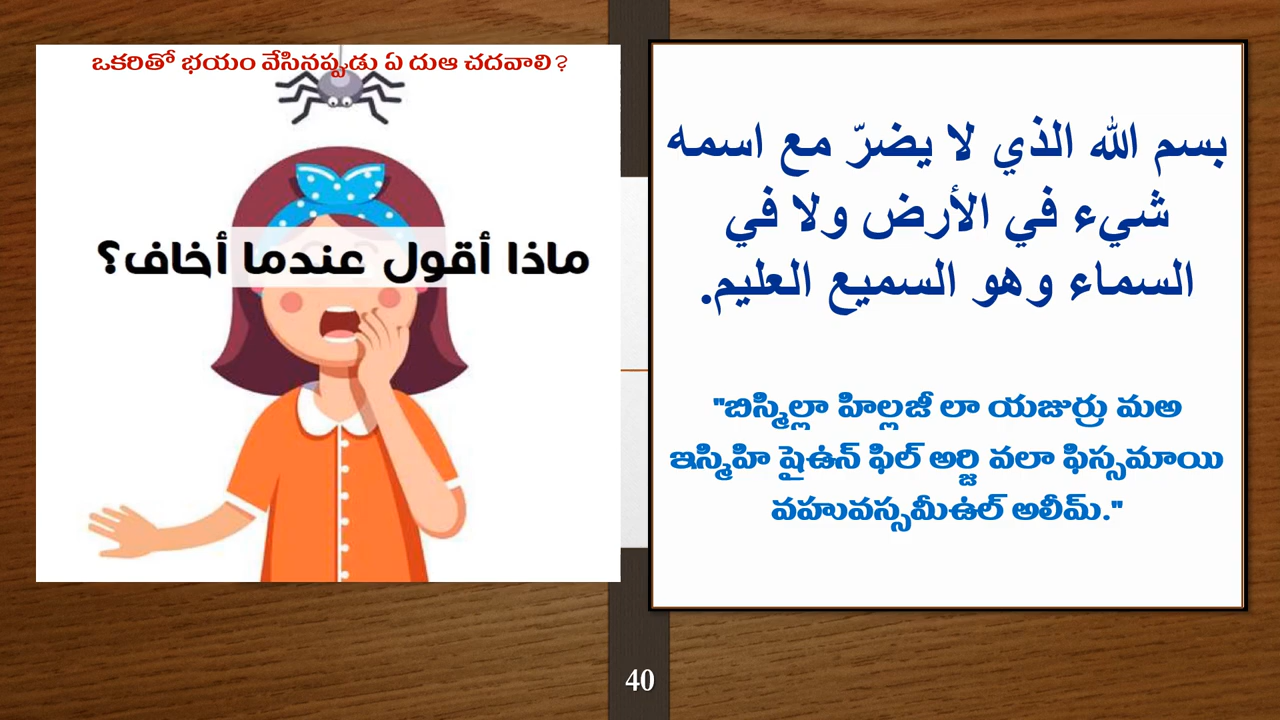 ఒకరితో భయం వేసినప్పుడు ఏ దుఆ చదవాలి?
ماذا أقول عندما أخاف؟
بسم الله الذي لا يضرّ مع اسمه
شيء في الأرض ولا في
السماء وهو السميع العليم.
"బిస్మిల్లా హిల్లజీ లా యజుర్రు మఅ
ఇస్మిహి షైఉన్ ఫిల్ అర్జి వలా ఫిస్సమాయి
వహువస్సమీఉల్ అలీమ్."
40